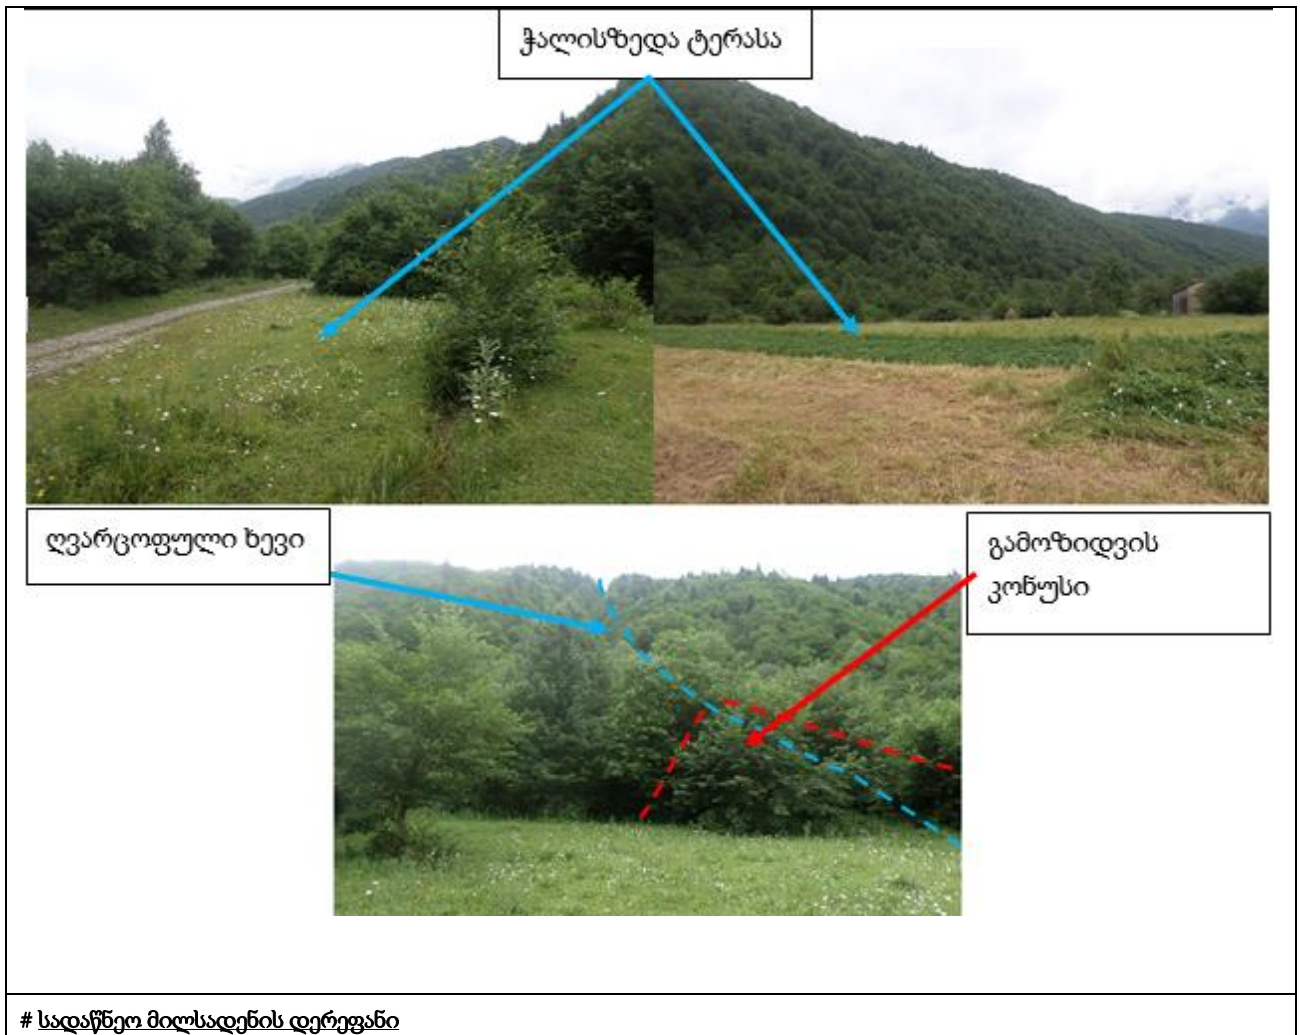 ჭალისზედა ტერასა
ღვარცოფული ხევი
გამოზიდვის
კონუსი
# სადაწნეო მილსადენის დერეფანი